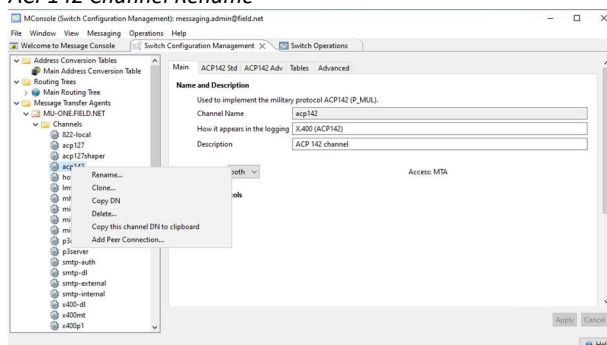 ACP142 Channel Rename
MConsole (Switch Configuration Management): messaging.admin@field.net
File Window View Messaging Operations Help
Welcome to Message Console Switch Configuration Management Switch Operations
Address Conversion Tables
Main Address Conversion Table
Routing Trees
Main Routing Tree
Message Transfer Agents
MU-ONE.FIELD.NET
Channels
822-local
acp127
acp127shaper
acp142
p3server
smtp-auth
smtp-dl
smtp-external
smtp-internal
x400-dl
x400mt
x400p1
Rename...
Clone...
Copy DN
Delete...
Copy this channel DN to clipboard
Add Peer Connection...
Main ACP142 Std ACP142 Adv Tables Advanced
Name and Description
Used to implement the military protocol ACP142 (P_MUL).
Channel Name acp142
How it appears in the logging X.400 (ACP142)
Description ACP 142 channel
both Access: MTA
Apply Cancel